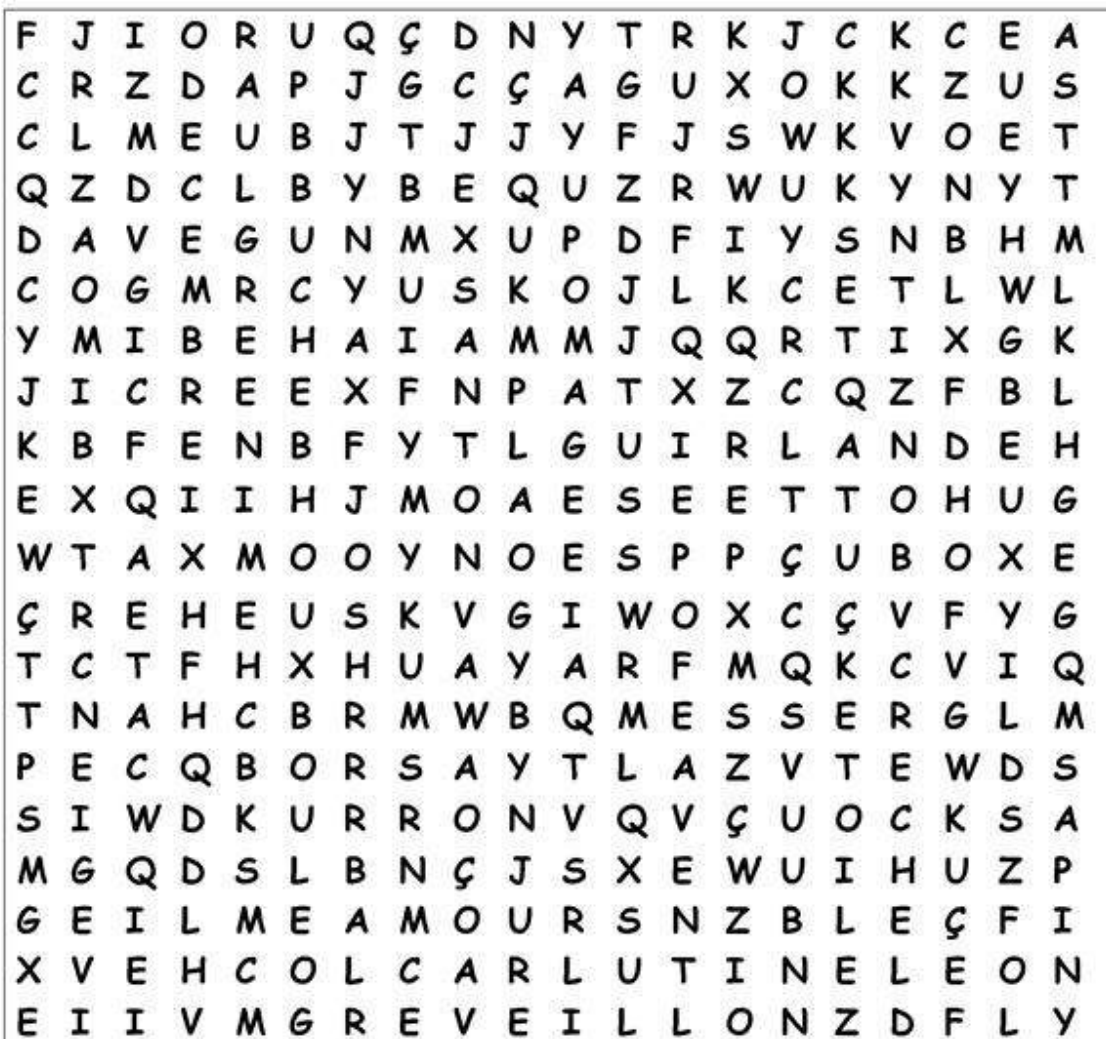 F J I O R U Q Ç D N Y T R K J C K C E A
C R Z D A P J G C Ç A G U X O K K Z U S
C L M E U B J T J J Y F J S W K V O E T
Q Z D C L B Y B E Q U Z R W U K Y N Y T
D A V E G U N M X U P D F I Y S N B H M
C O G M R C Y U S K O J L K C E T L W L
Y M I B E H A I A M M J Q Q R T I X G K
J I C R E E X F N P A T X Z C Q Z F B L
K B F E N B F Y T L G U I R L A N D E H
E X Q I I H J M O A E S E E T T O H U G
W T A X M O O Y N O E S P P Ç U B O X E
Ç R E H E U S K V G I W O X C Ç V F Y G
T C T F H X H U A Y A R F M Q K C V I Q
T N A H C B R M W B Q M E S S E R G L M
P E C Q B O R S A Y T L A Z V T E W D S
S I W D K U R R O N V Q V Ç U O C K S A
M G Q D S L B N Ç J S X E W U I H U Z P
G E I L M E A M O U R S N Z B L E Ç F I
X V E H C O L C A R L U T I N E L E O N
E I I V M G R E V E I L L O N Z D F L Y